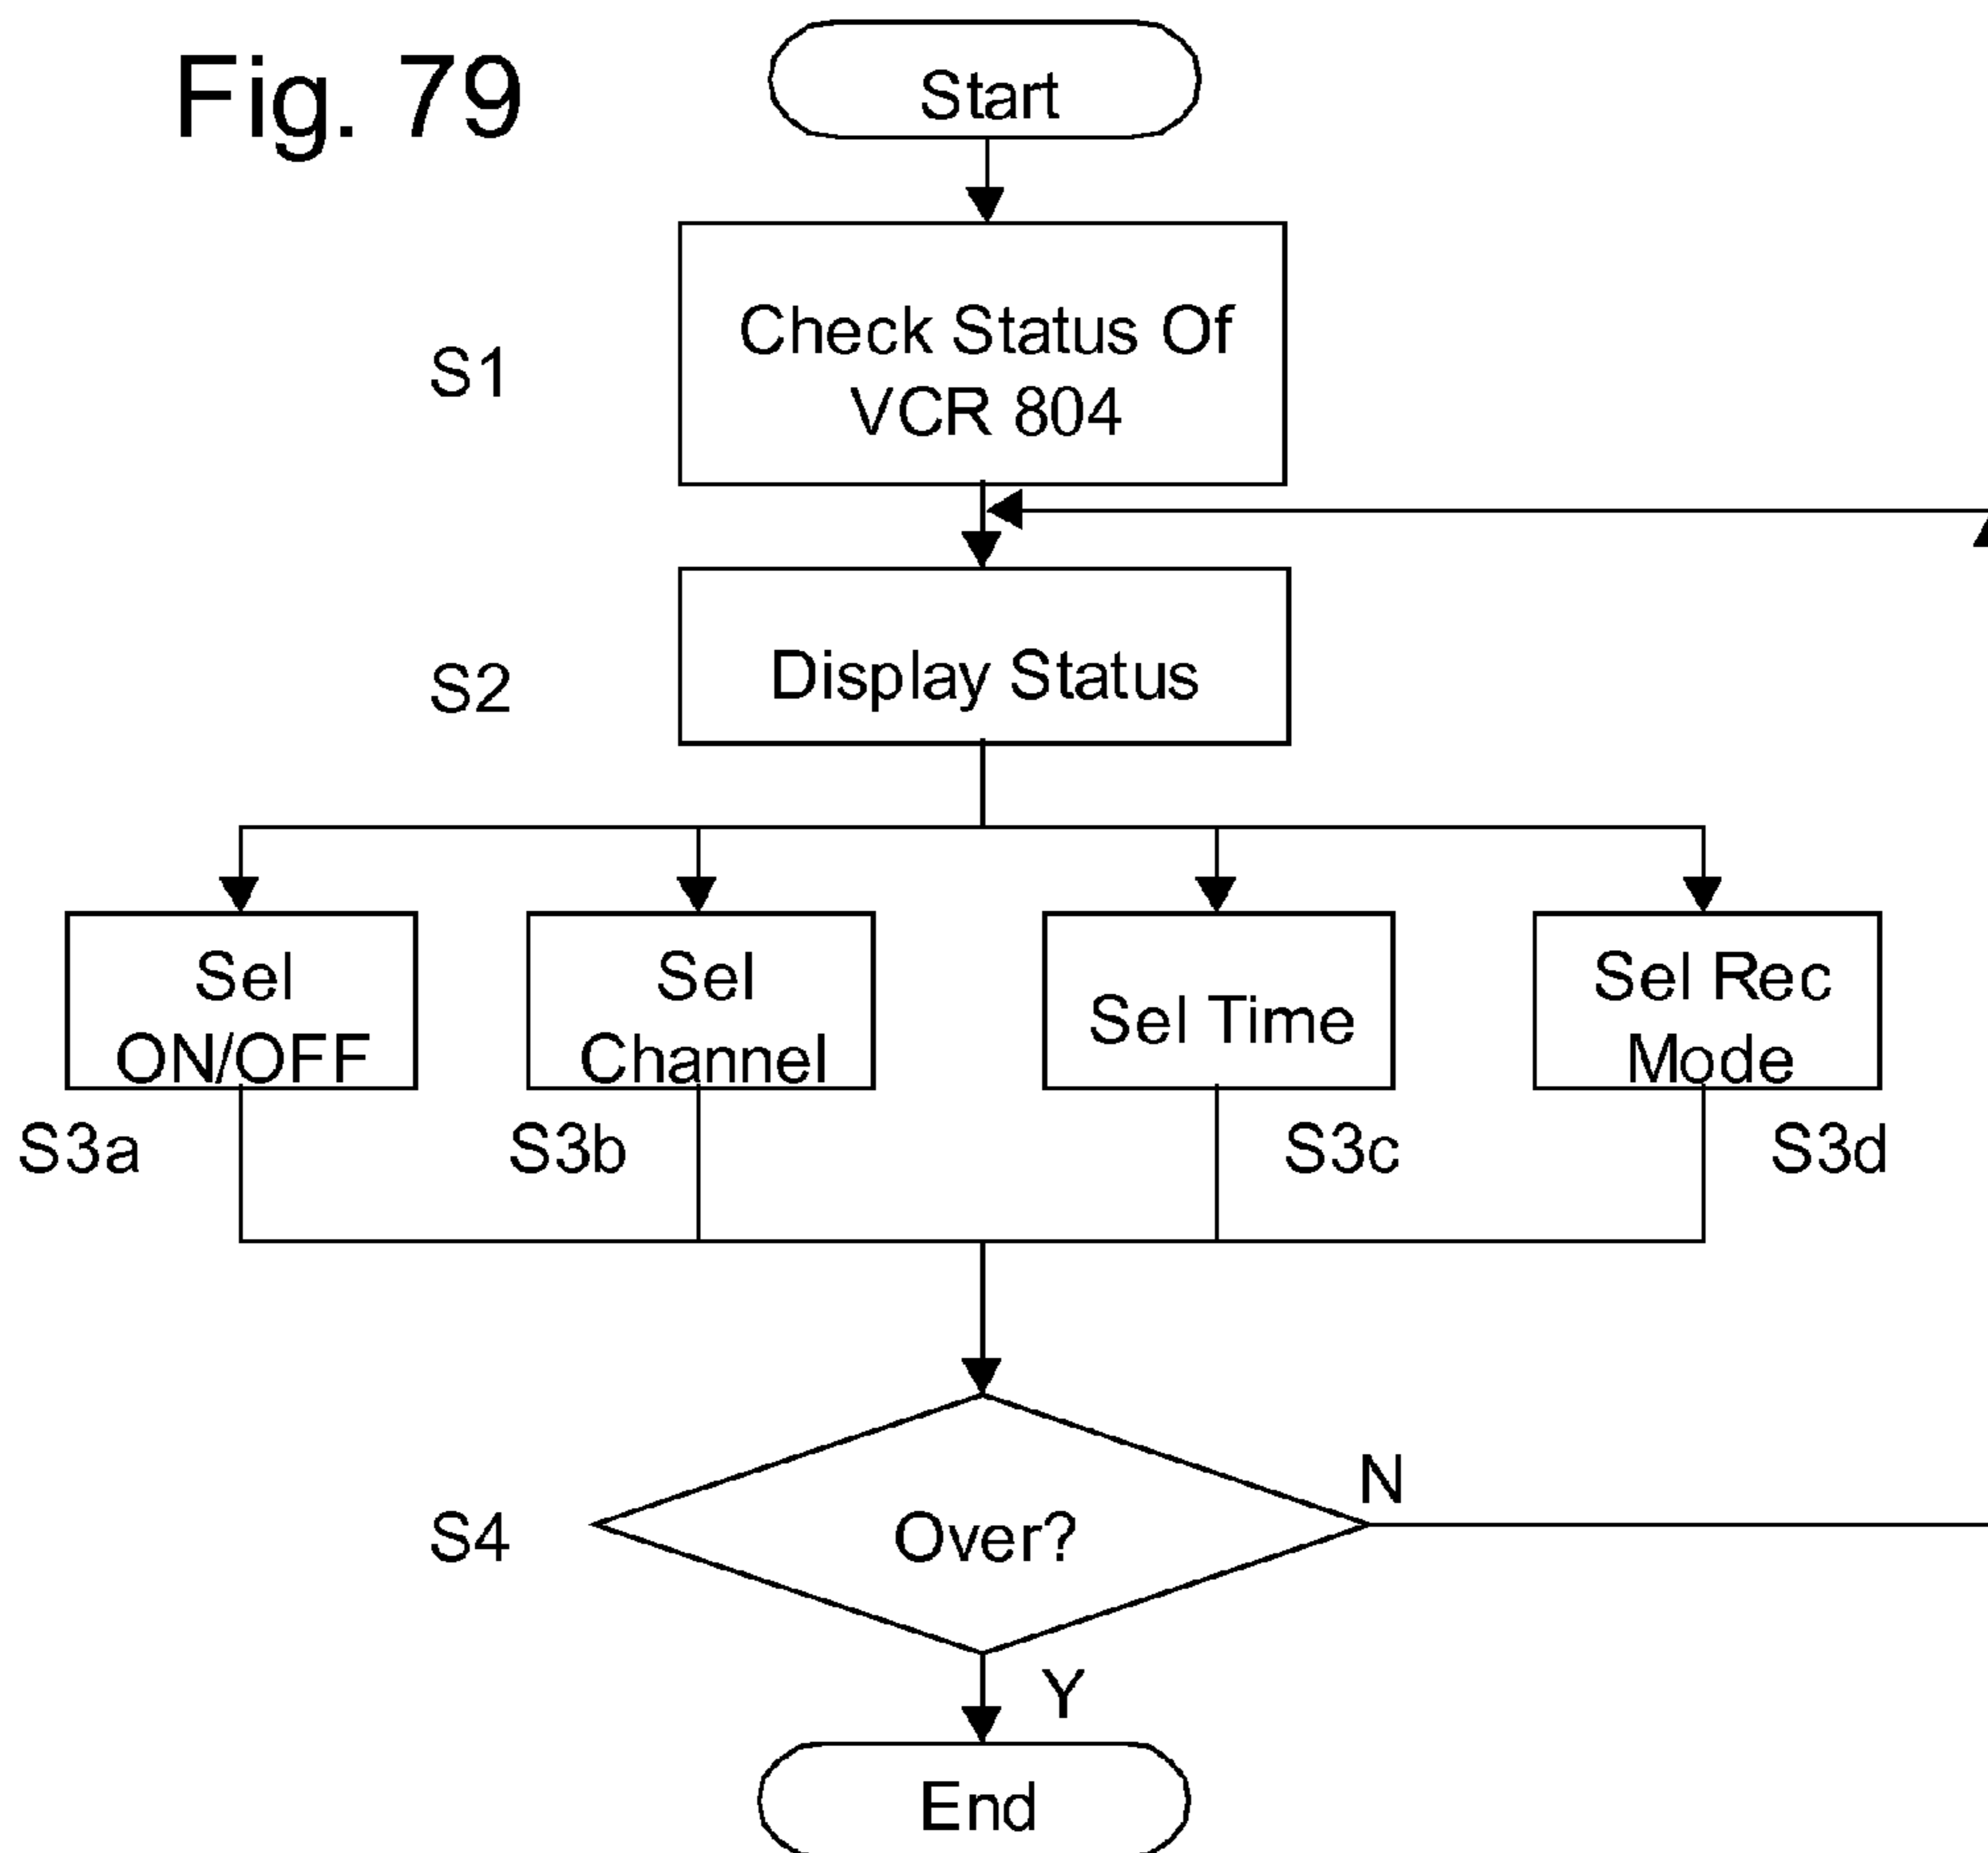 Fig. 79
Start
S1
Check Status Of
VCR 804
S2
Display Status
Sel
ON/OFF
Sel
Channel
Sel Time
Sel Rec
Mode
S3a
S3b
S3c
S3d
S4
Over?
N
Y
End